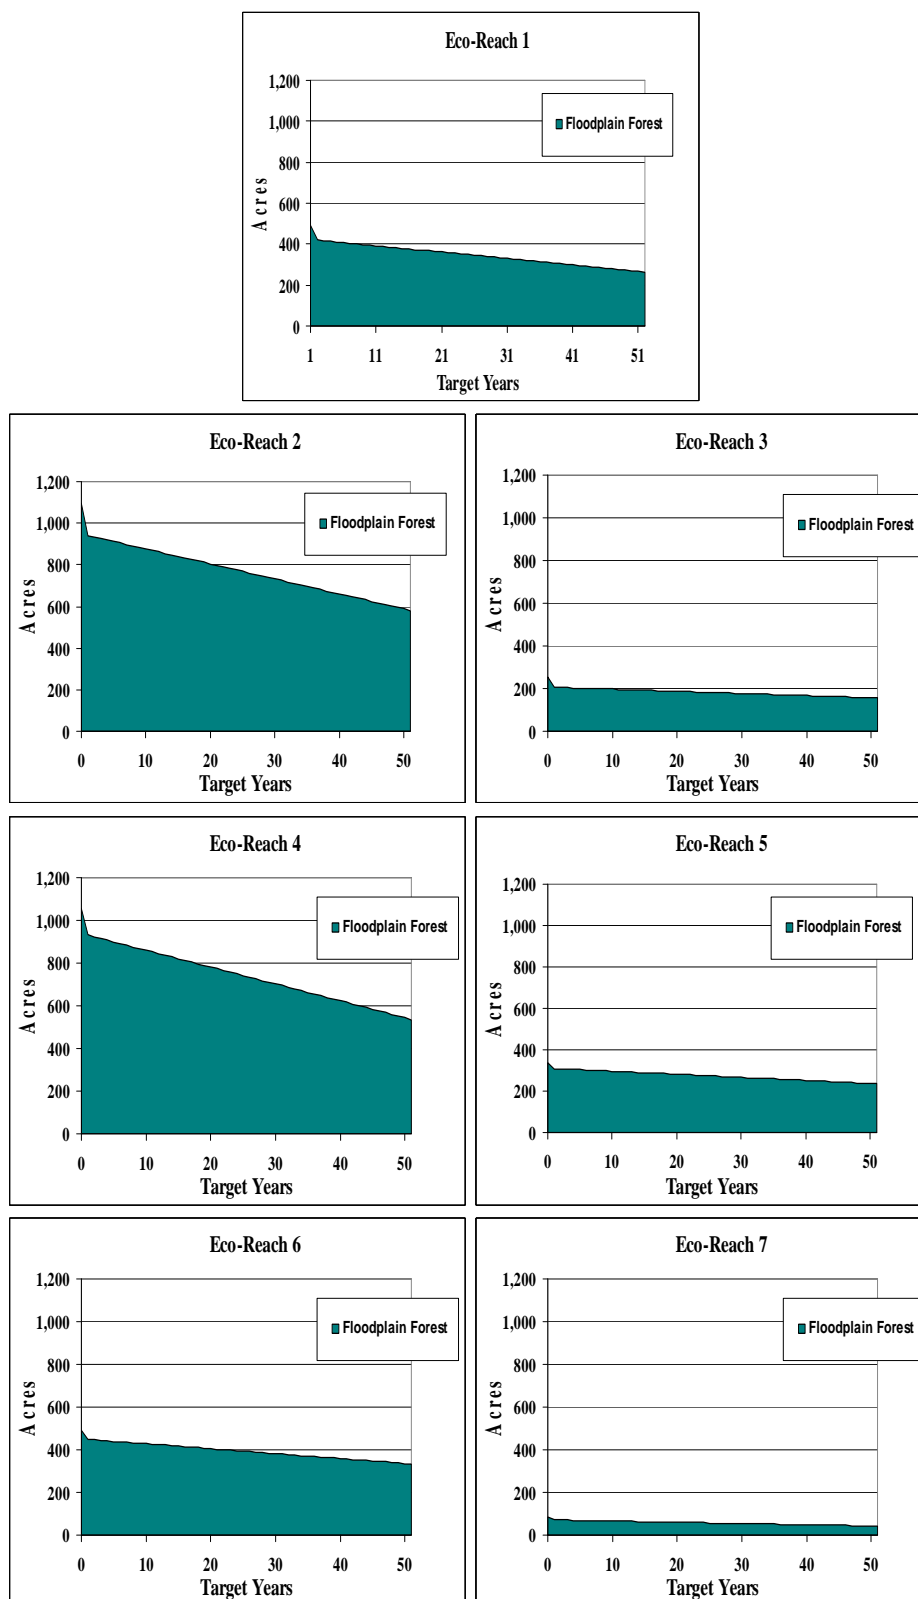 Eco-Reach 1
1,200
1,000
800
600
400
200
0
Acres
Floodplain Forest
1 11 21 31 41 51
Target Years
Eco-Reach 2
1,200
1,000
800
600
400
200
0
Acres
Floodplain Forest
0 10 20 30 40 50
Target Years
Eco-Reach 3
1,200
1,000
800
600
400
200
0
Acres
Floodplain Forest
0 10 20 30 40 50
Target Years
Eco-Reach 4
1,200
1,000
800
600
400
200
0
Acres
Floodplain Forest
0 10 20 30 40 50
Target Years
Eco-Reach 5
1,200
1,000
800
600
400
200
0
Acres
Floodplain Forest
0 10 20 30 40 50
Target Years
Eco-Reach 6
1,200
1,000
800
600
400
200
0
Acres
Floodplain Forest
0 10 20 30 40 50
Target Years
Eco-Reach 7
1,200
1,000
800
600
400
200
0
Acres
Floodplain Forest
0 10 20 30 40 50
Target Years